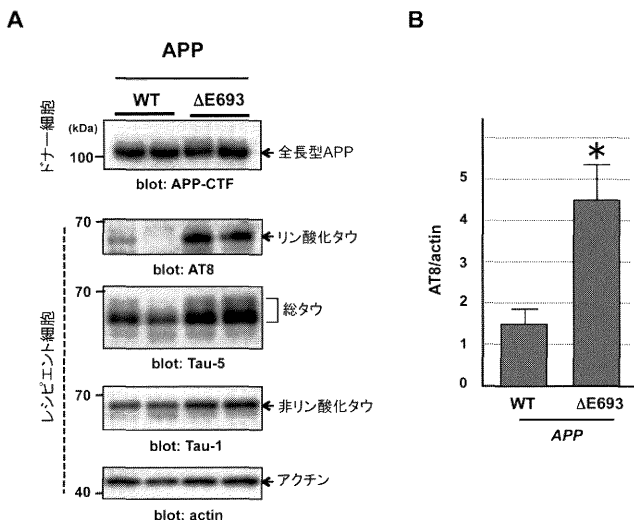 A
APP
WT ΔE693
ドナー細胞
(kDa)
100
全長型APP
blot: APP-CTF
レシピエント細胞
70
リン酸化タウ
blot: AT8
70
総タウ
blot: Tau-5
70
非リン酸化タウ
blot: Tau-1
アクチン
40
blot: actin
B
*
AT8/actin
5
4
3
2
1
0
WT ΔE693
APP